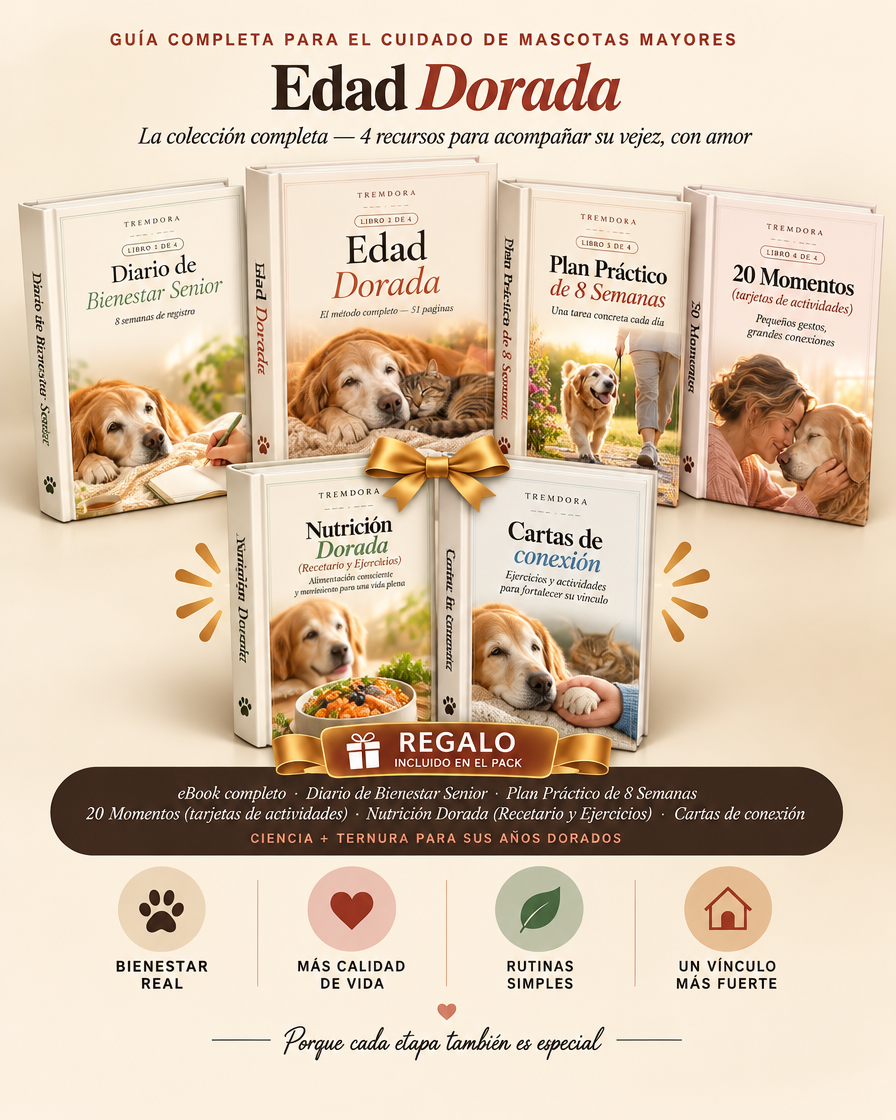 GUÍA COMPLETA PARA EL CUIDADO DE MASCOTAS MAYORES
Edad Dorada
La colección completa — 4 recursos para acompañar su vejez, con amor
TREMDORA
LIBRO 1 DE 4
Diario de
Bienestar Senior
8 semanas de registro
Edad Dorada
TREMDORA
LIBRO 2 DE 4
Edad
Dorada
El método completo — 51 paginas
TREMDORA
LIBRO 3 DE 4
Plan Práctico
de 8 Semanas
Una tarea concreta cada día
20 Momentos
TREMDORA
LIBRO 4 DE 4
20 Momentos
(tarjetas de actividades)
Pequeños gestos,
grandes conexiones
TREMDORA
Nutrición
Dorada
(Recetario y Ejercicios)
Alimentación consciente
y movimiento para una vida plena
TREMDORA
Cartas de
conexión
Ejercicios y actividades
para fortalecer su vínculo
REGALO
INCLUIDO EN EL PACK
eBook completo · Diario de Bienestar Senior · Plan Práctico de 8 Semanas
20 Momentos (tarjetas de actividades) · Nutrición Dorada (Recetario y Ejercicios) · Cartas de conexión
CIENCIA + TERNURA PARA SUS AÑOS DORADOS
BIENESTAR
REAL
MÁS CALIDAD
DE VIDA
RUTINAS
SIMPLES
UN VÍNCULO
MÁS FUERTE
Porque cada etapa también es especial